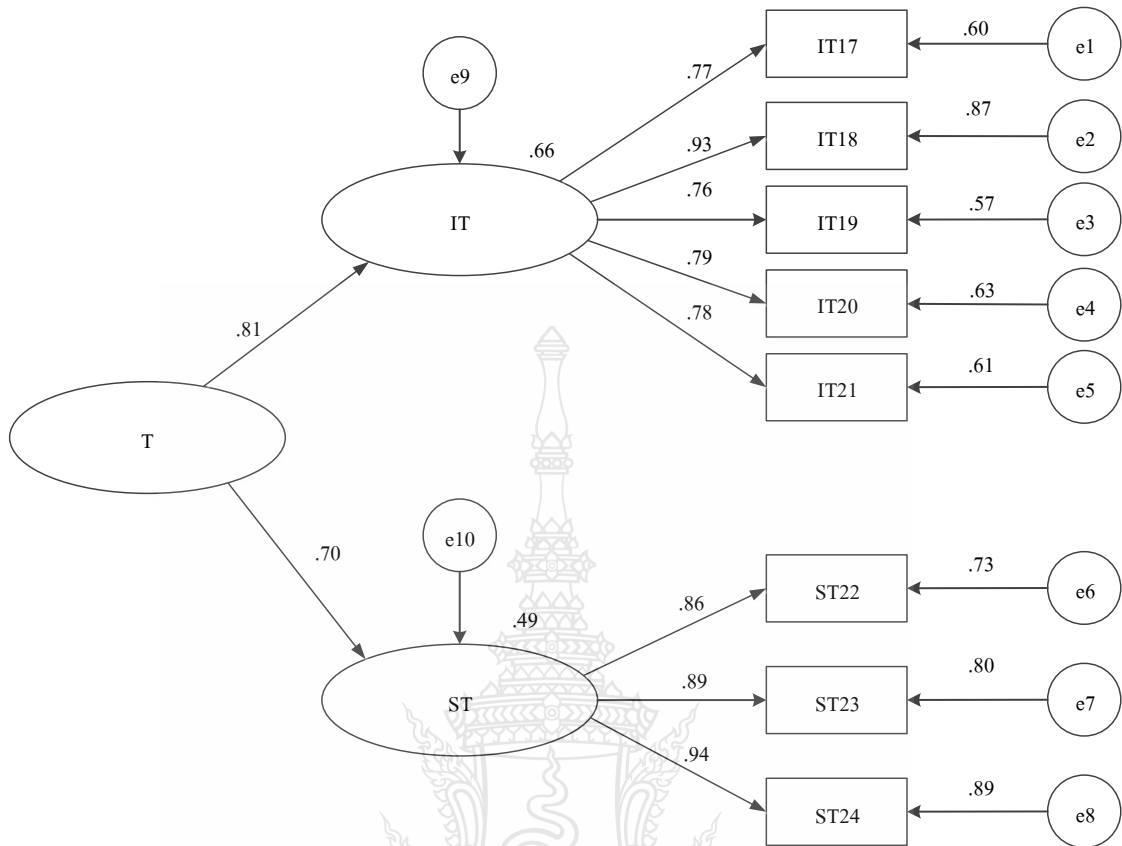 IT17
.60
e1
e9
.77
IT18
.87
e2
.66
.93
IT
.76
IT19
.57
e3
.79
IT20
.63
e4
.81
.78
IT21
.61
e5
T
.70
e10
ST22
.73
e6
.49
.86
ST
.89
ST23
.80
e7
.94
ST24
.89
e8